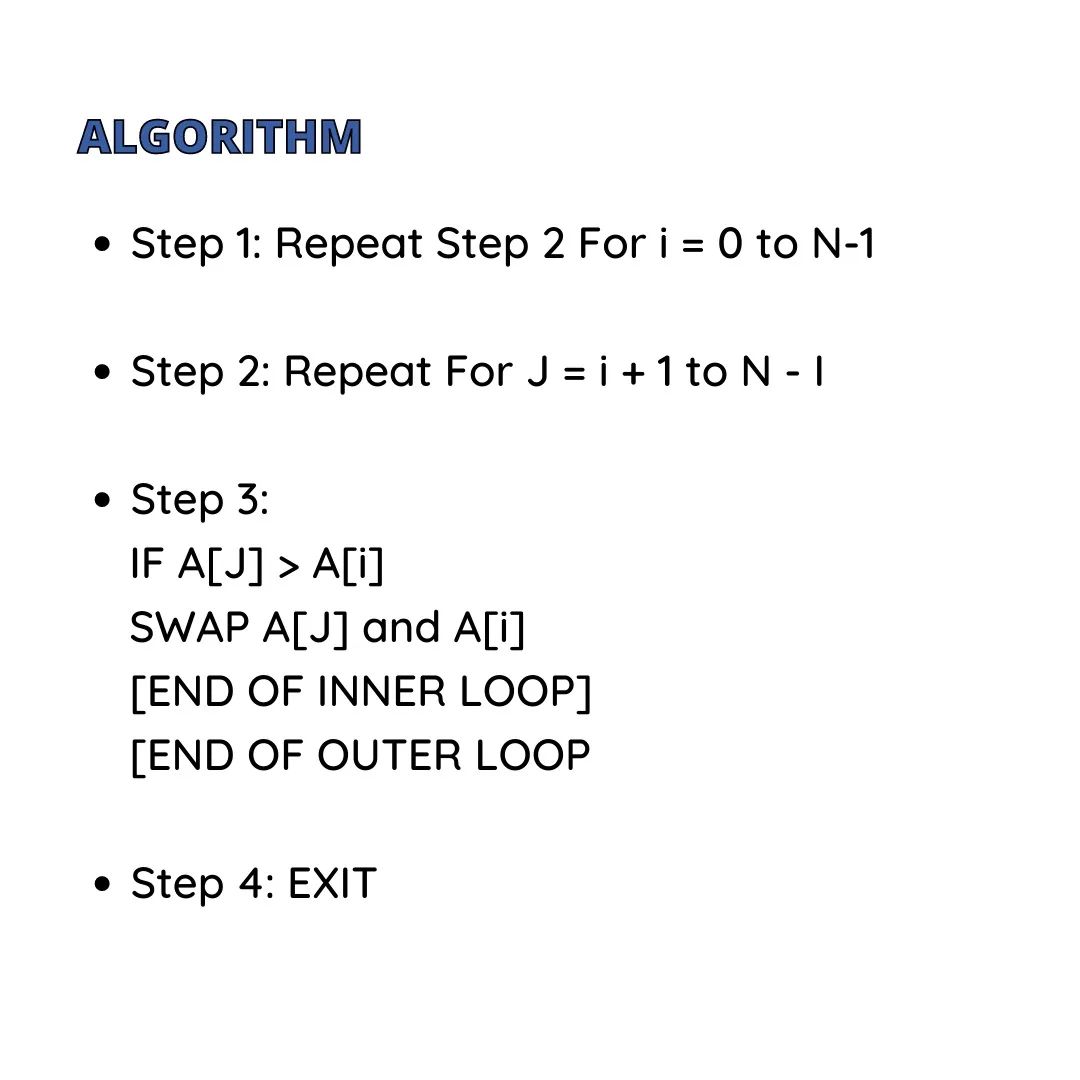 ALGORITHM
Step 1: Repeat Step 2 For i = 0 to N-1
Step 2: Repeat For J = i + 1 to N - I
Step 3:
IF A[J] > A[i]
SWAP A[J] and A[i]
[END OF INNER LOOP]
[END OF OUTER LOOP
Step 4: EXIT